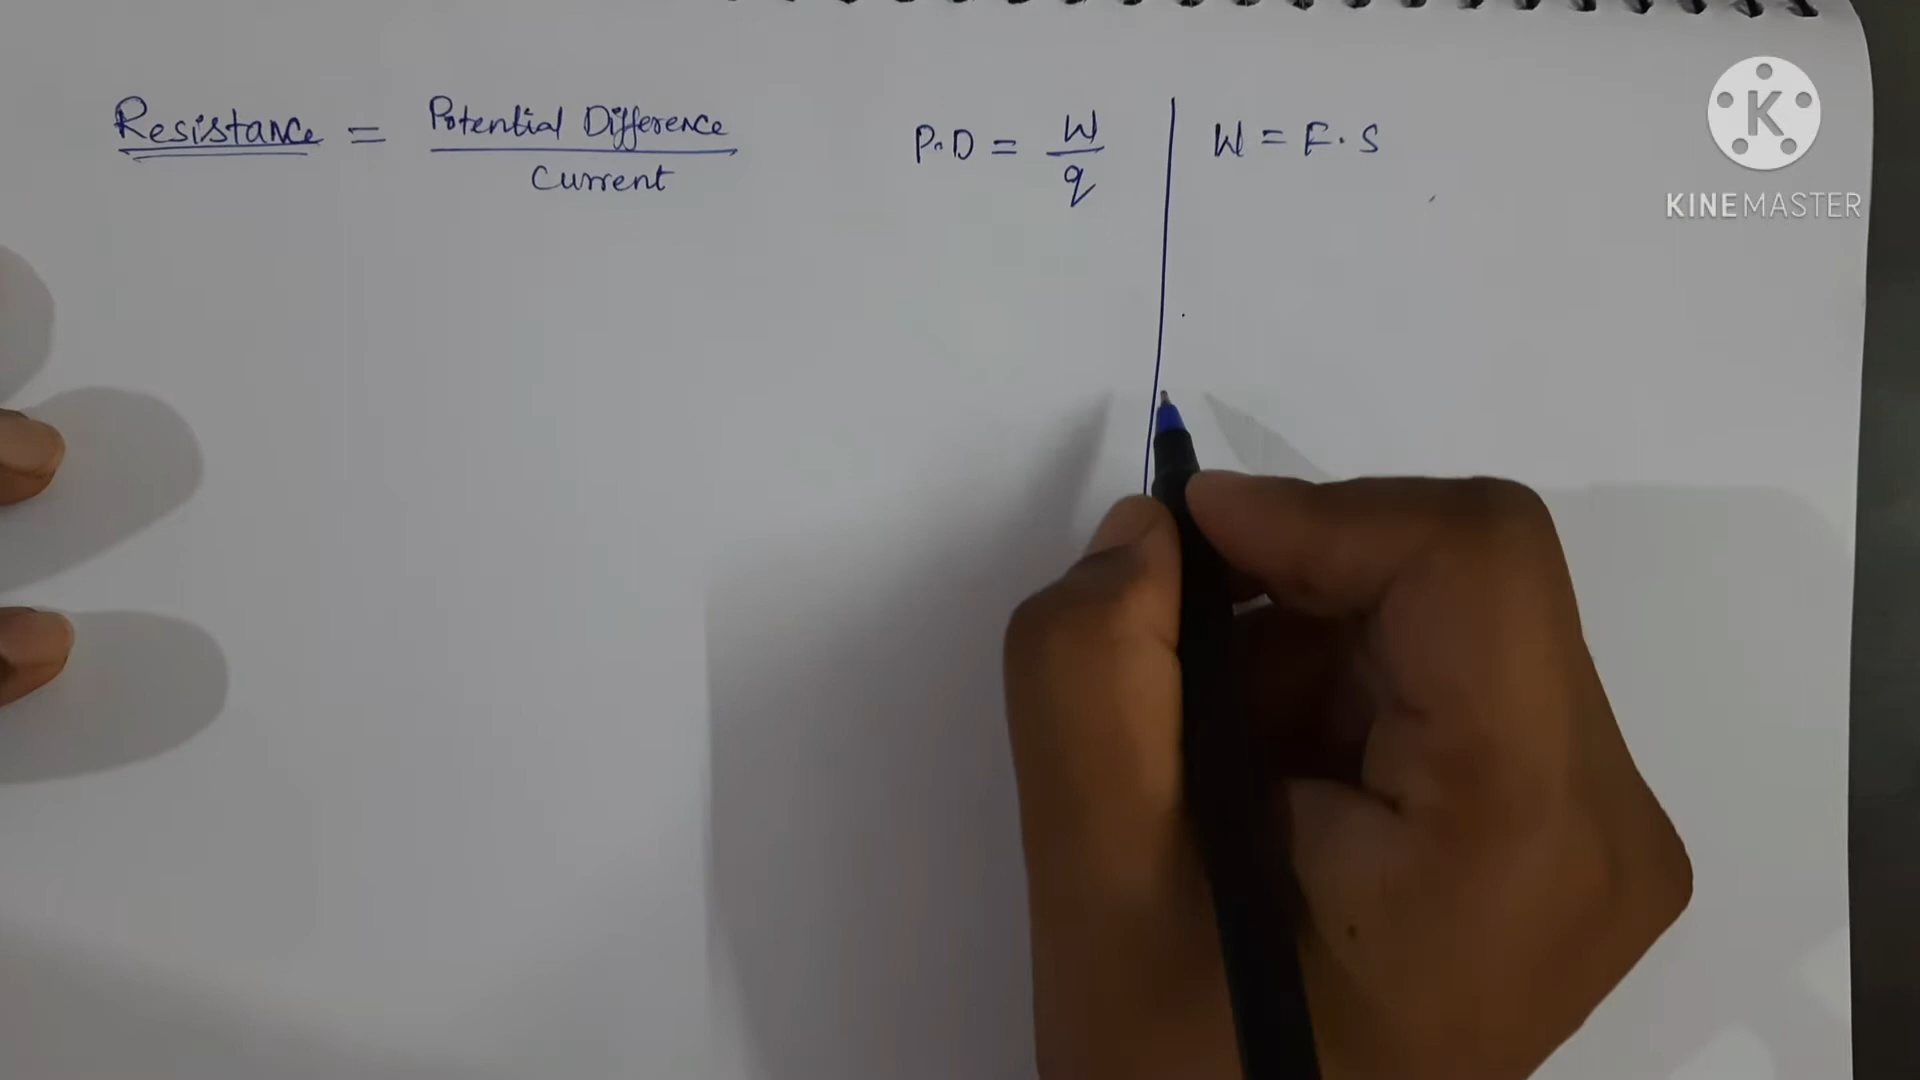 Resistance = Potential Difference / Current
P.D = W / q
W = F . S
K
KINEMASTER